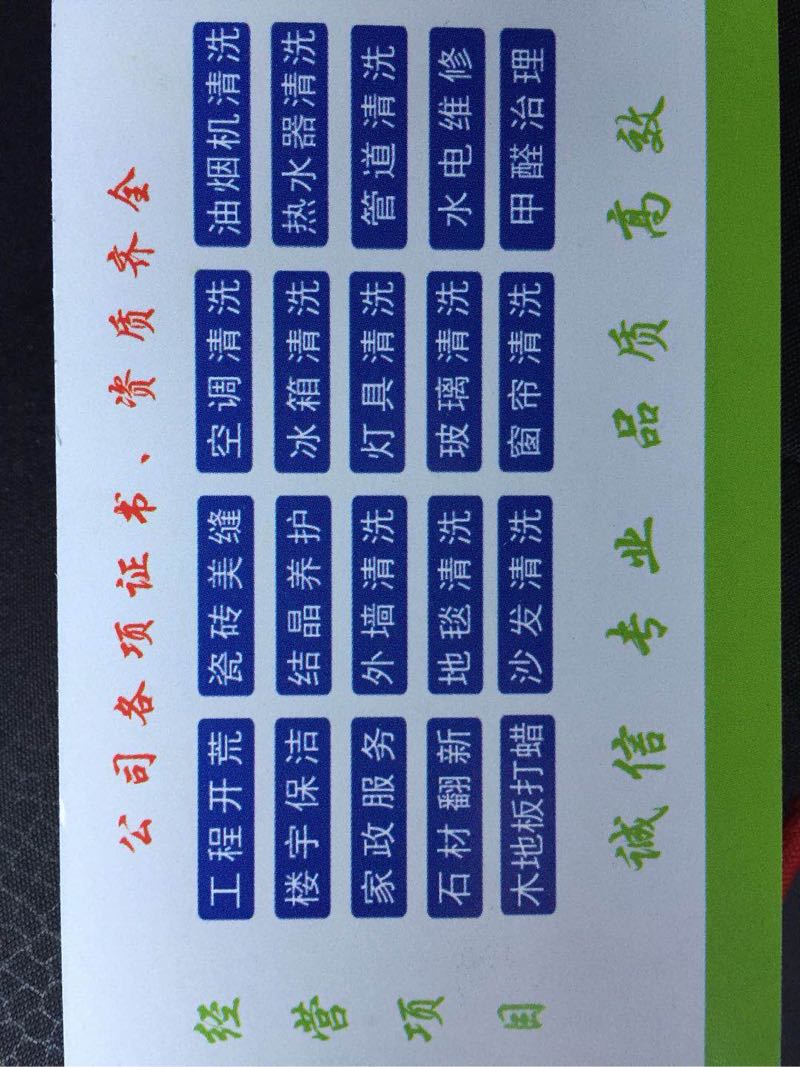 公司各项证书、资质齐全
经营项目
工程开荒 瓷砖美缝 空调清洗 油烟机清洗
楼宇保洁 结晶养护 冰箱清洗 热水器清洗
家政服务 外墙清洗 灯具清洗 管道清洗
石材翻新 地毯清洗 玻璃清洗 水电维修
木地板打蜡 沙发清洗 窗帘清洗 甲醛治理
诚信 专业 品质 高效